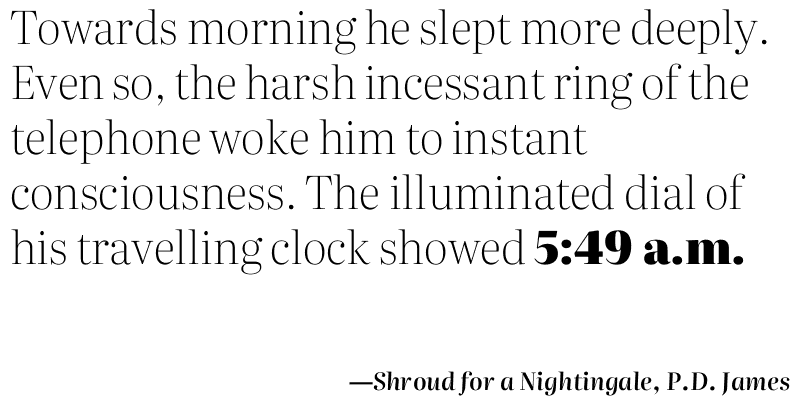 Towards morning he slept more deeply.
Even so, the harsh incessant ring of the
telephone woke him to instant
consciousness. The illuminated dial of
his travelling clock showed 5:49 a.m.
—Shroud for a Nightingale, P.D. James